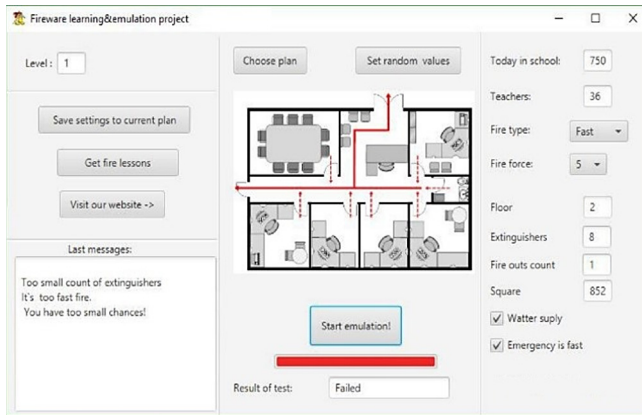 Fireware learning&emulation project
Level : 1
Save settings to current plan
Get fire lessons
Visit our website ->
Last messages:
Too small count of extinguishers
It`s too fast fire.
You have too small chances!
Choose plan
Set random values
Start emulation!
Result of test: Failed
Today in school: 750
Teachers: 36
Fire type: Fast
Fire force: 5
Floor 2
Extinguishers 8
Fire outs count 1
Square 852
Watter suply
Emergency is fast